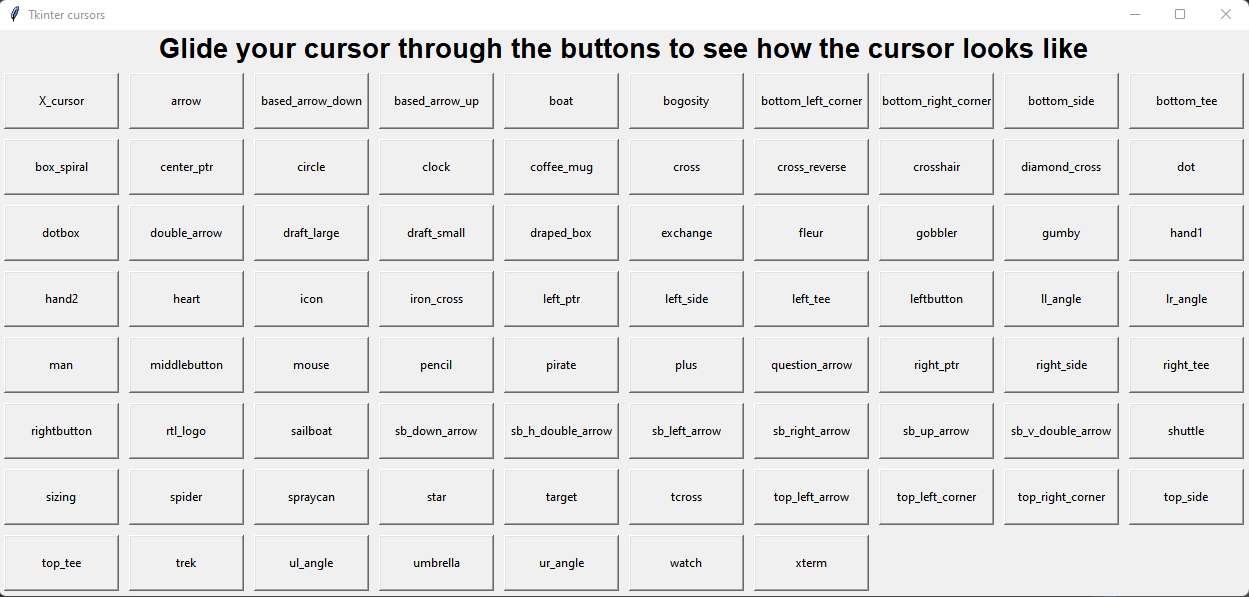 Tkinter cursors
Glide your cursor through the buttons to see how the cursor looks like
X_cursor arrow based_arrow_down based_arrow_up boat bogosity bottom_left_corner bottom_right_corner bottom_side bottom_tee
box_spiral center_ptr circle clock coffee_mug cross cross_reverse crosshair diamond_cross dot
dotbox double_arrow draft_large draft_small draped_box exchange fleur gobbler gumby hand1
hand2 heart icon iron_cross left_ptr left_side left_tee leftbutton ll_angle lr_angle
man middlebutton mouse pencil pirate plus question_arrow right_ptr right_side right_tee
rightbutton rtl_logo sailboat sb_down_arrow sb_h_double_arrow sb_left_arrow sb_right_arrow sb_up_arrow sb_v_double_arrow shuttle
sizing spider spraycan star target tcross top_left_arrow top_left_corner top_right_corner top_side
top_tee trek ul_angle umbrella ur_angle watch xterm